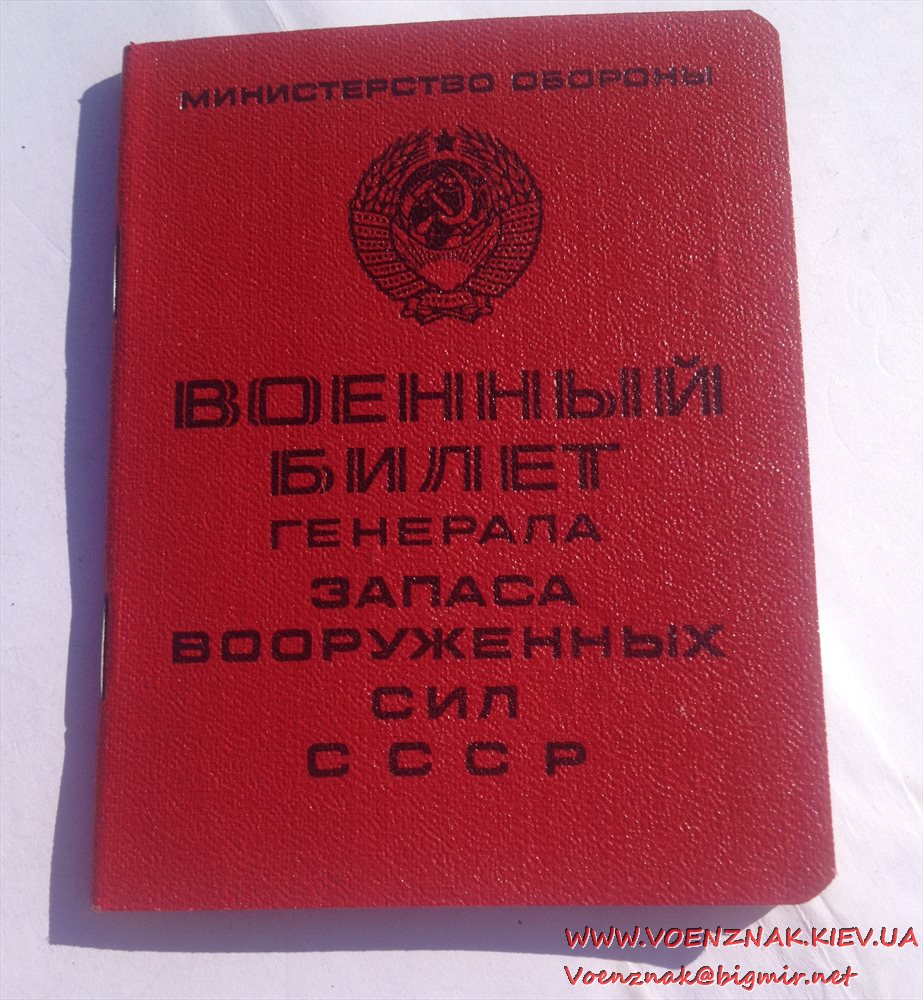 МИНИСТЕРСТВО ОБОРОНЫ
ВОЕННЫЙ
БИЛЕТ
ГЕНЕРАЛА
ЗАПАСА
ВООРУЖЕННЫХ
СИЛ
СССР
WWW.VOENZNAK.KIEV.UA
Voenznak@bigmir.net